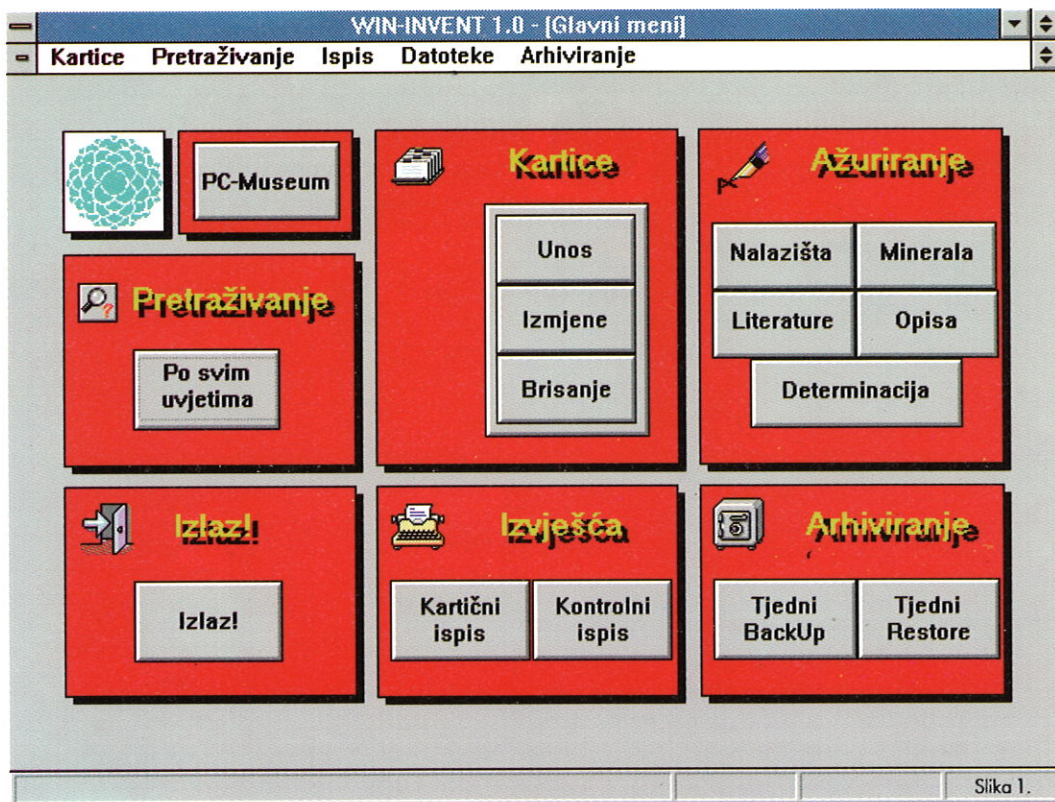 WIN-INVENT 1.0 - [Glavni meni]
Kartice Pretraživanje Ispis Datoteke Arhiviranje
PC-Museum
Kartice
Unos
Izmjene
Brisanje
Ažuriranje
Nalazišta
Minerala
Literature
Opisa
Determinacija
Pretraživanje
Po svim
uvjetima
Izlaz!
Izlaz!
Izvješća
Kartični
ispis
Kontrolni
ispis
Arhiviranje
Tjedni
BackUp
Tjedni
Restore
Slika 1.